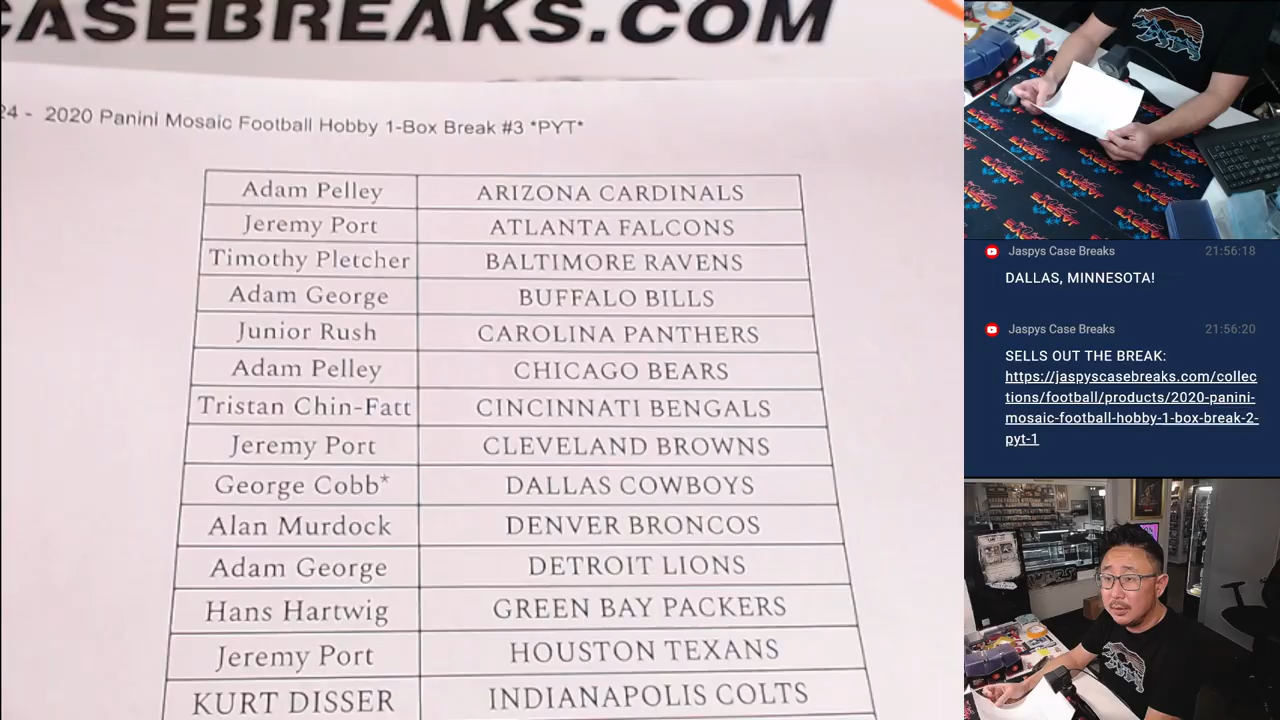 CASEBREAKS.COM
24 - 2020 Panini Mosaic Football Hobby 1-Box Break #3 *PYT*
Adam Pelley ARIZONA CARDINALS
Jeremy Port ATLANTA FALCONS
Timothy Pletcher BALTIMORE RAVENS
Adam George BUFFALO BILLS
Junior Rush CAROLINA PANTHERS
Adam Pelley CHICAGO BEARS
Tristan Chin-Fatt CINCINNATI BENGALS
Jeremy Port CLEVELAND BROWNS
George Cobb* DALLAS COWBOYS
Alan Murdock DENVER BRONCOS
Adam George DETROIT LIONS
Hans Hartwig GREEN BAY PACKERS
Jeremy Port HOUSTON TEXANS
KURT DISSER INDIANAPOLIS COLTS
Jaspys Case Breaks 21:56:18
DALLAS, MINNESOTA!
Jaspys Case Breaks 21:56:20
SELLS OUT THE BREAK:
https://jaspyscasebreaks.com/collec
tions/football/products/2020-panini-
mosaic-football-hobby-1-box-break-2-
pyt-1